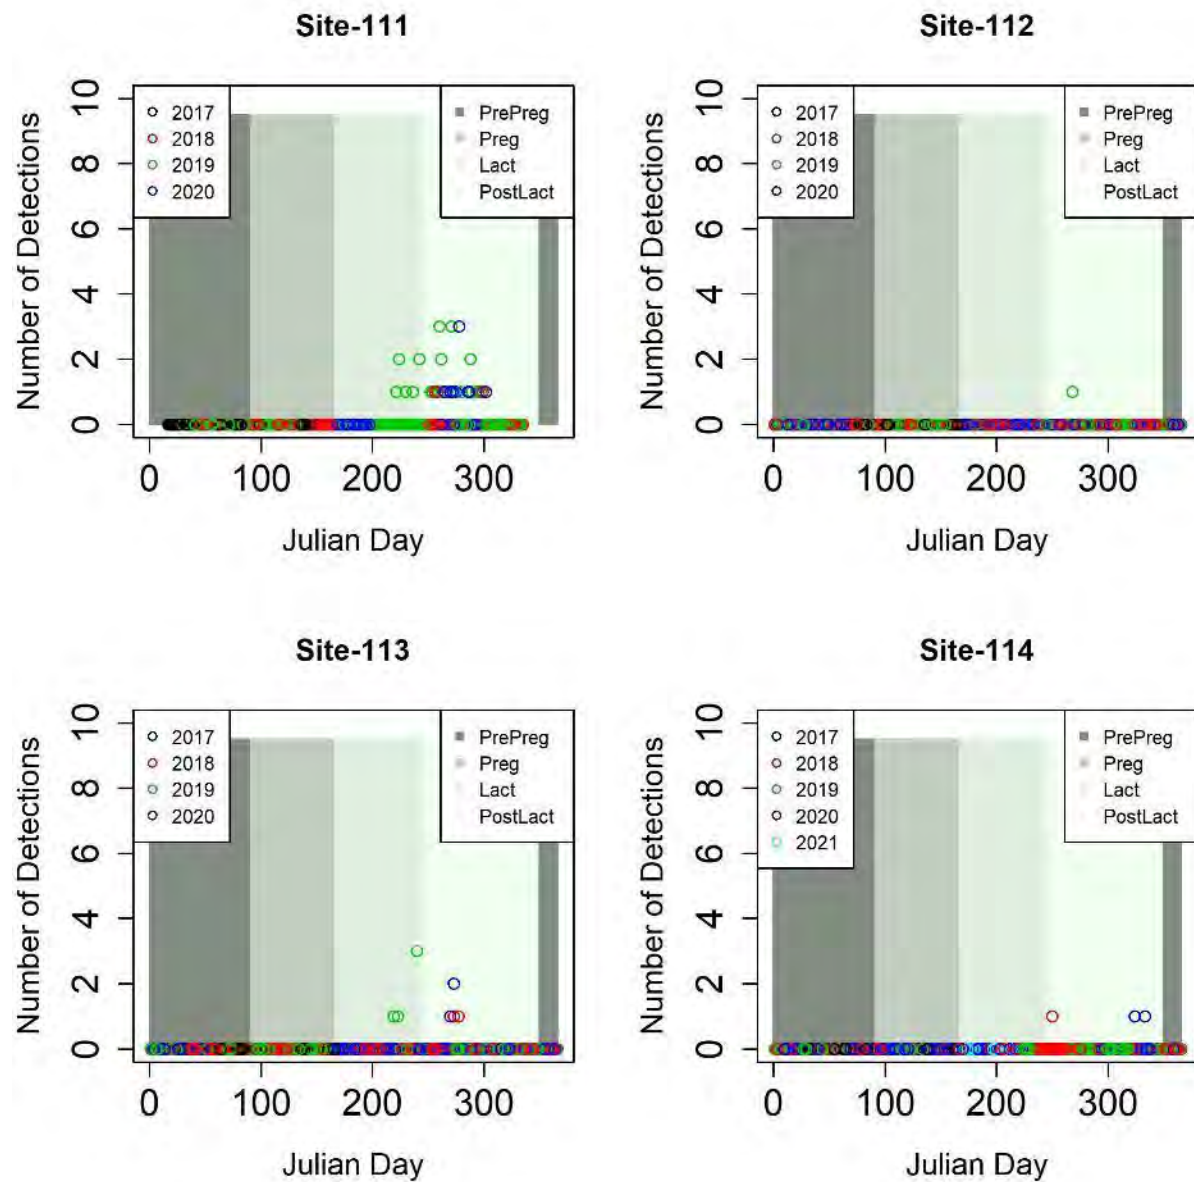 Site-111
Number of Detections
10
8
6
4
2
0
2017
2018
2019
2020
PrePreg
Preg
Lact
PostLact
0 100 200 300
Julian Day
Site-112
Number of Detections
10
8
6
4
2
0
2017
2018
2019
2020
PrePreg
Preg
Lact
PostLact
0 100 200 300
Julian Day
Site-113
Number of Detections
10
8
6
4
2
0
2017
2018
2019
2020
PrePreg
Preg
Lact
PostLact
0 100 200 300
Julian Day
Site-114
Number of Detections
10
8
6
4
2
0
2017
2018
2019
2020
2021
PrePreg
Preg
Lact
PostLact
0 100 200 300
Julian Day